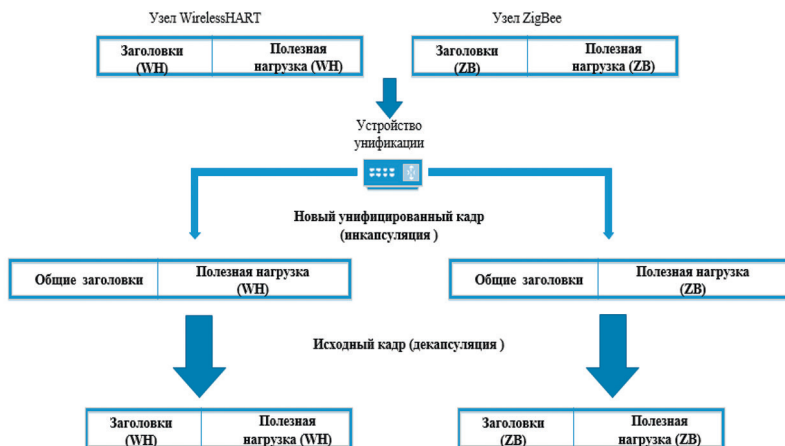 Узел WirelessHART
Узел ZigBee
Заголовки
(WH)
Полезная
нагрузка (WH)
Заголовки
(ZB)
Полезная
нагрузка (ZB)
Устройство
унификации
Новый унифицированный кадр
(инкапсуляция )
Общие заголовки
Полезная нагрузка
(WH)
Общие заголовки
Полезная нагрузка
(ZB)
Исходный кадр (декапсуляция )
Заголовки
(WH)
Полезная
нагрузка (WH)
Заголовки
(ZB)
Полезная
нагрузка (ZB)